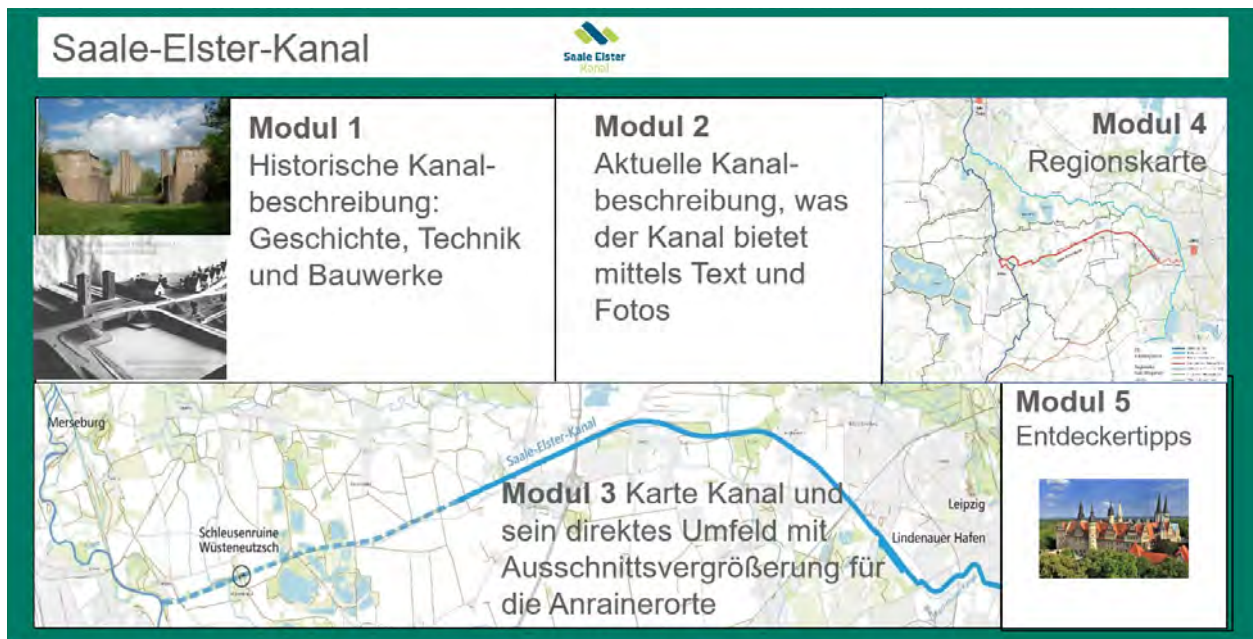 Saale-Elster-Kanal
Saale Elster
Kanal
Modul 1
Historische Kanal-
beschreibung:
Geschichte, Technik
und Bauwerke
Modul 2
Aktuelle Kanal-
beschreibung, was
der Kanal bietet
mittels Text und
Fotos
Modul 4
Regionskarte
Merseburg
Saale-Elster-Kanal
Schleusenruine
Wüsteneutzsch
Leipzig
Lindenauer Hafen
Modul 3 Karte Kanal und
sein direktes Umfeld mit
Ausschnittsvergrößerung für
die Anrainerorte
Modul 5
Entdeckertipps